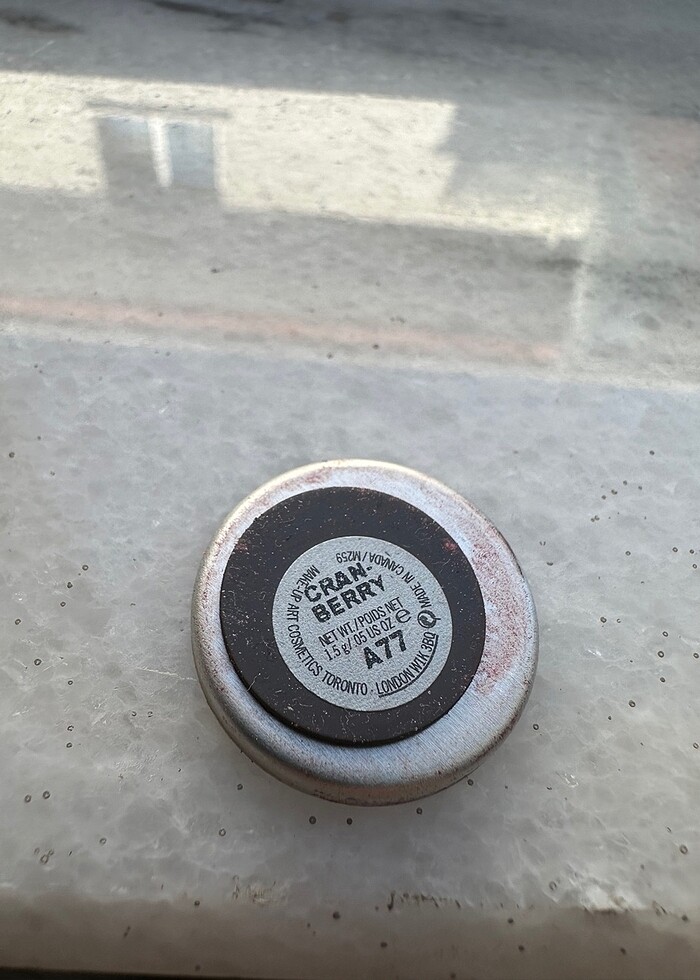 CRAN-
BERRY
NET WT./POIDS NET
1.5 g/.05 US OZ e
A77
MAKE-UP ART COSMETICS TORONTO · LONDON W1K 3BQ
MADE IN CANADA / M259